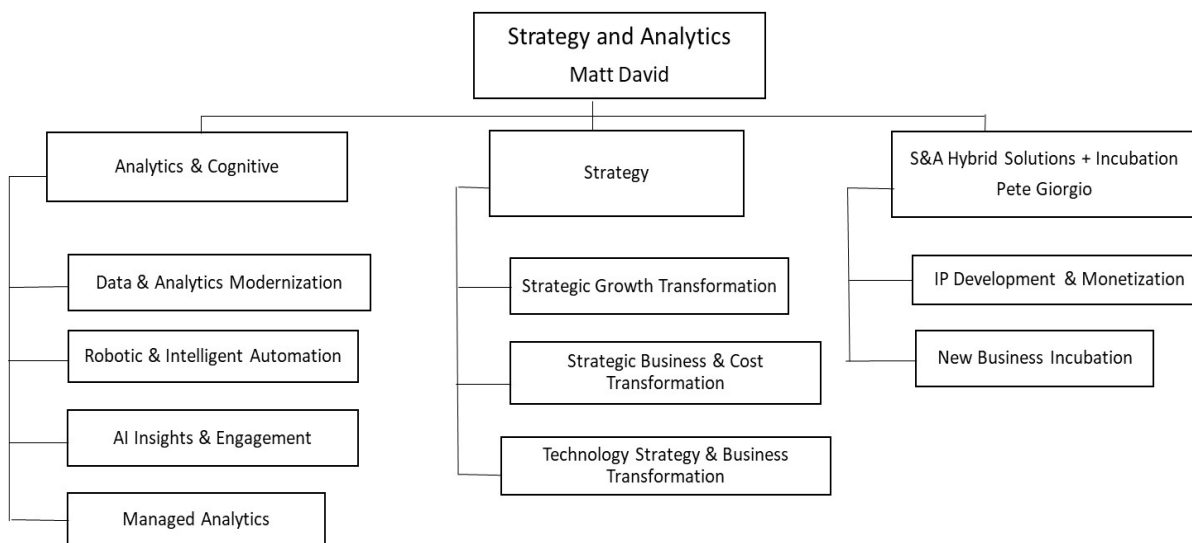 Strategy and Analytics
Matt David
Analytics & Cognitive
Strategy
S&A Hybrid Solutions + Incubation
Pete Giorgio
Data & Analytics Modernization
Robotic & Intelligent Automation
AI Insights & Engagement
Managed Analytics
Strategic Growth Transformation
Strategic Business & Cost
Transformation
Technology Strategy & Business
Transformation
IP Development & Monetization
New Business Incubation